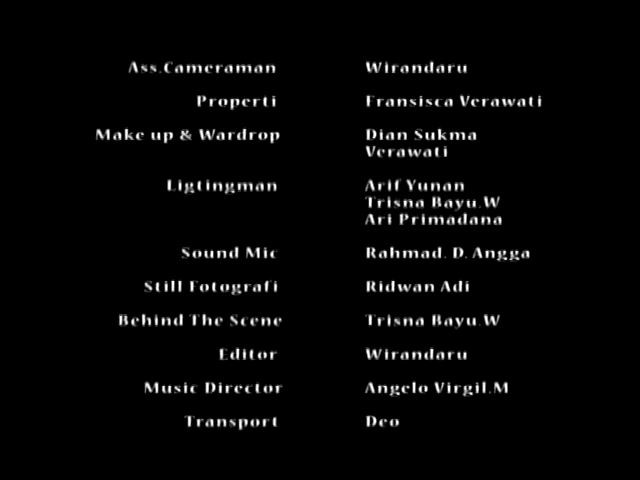 Ass.Cameraman Wirandaru
Properti Fransisca Verawati
Make up & Wardrop Dian Sukma
Verawati
Ligtingman Arif Yunan
Trisna Bayu.W
Ari Primadana
Sound Mic Rahmad. D. Angga
Still Fotografi Ridwan Adi
Behind The Scene Trisna Bayu.W
Editor Wirandaru
Music Director Angelo Virgil.M
Transport Deo